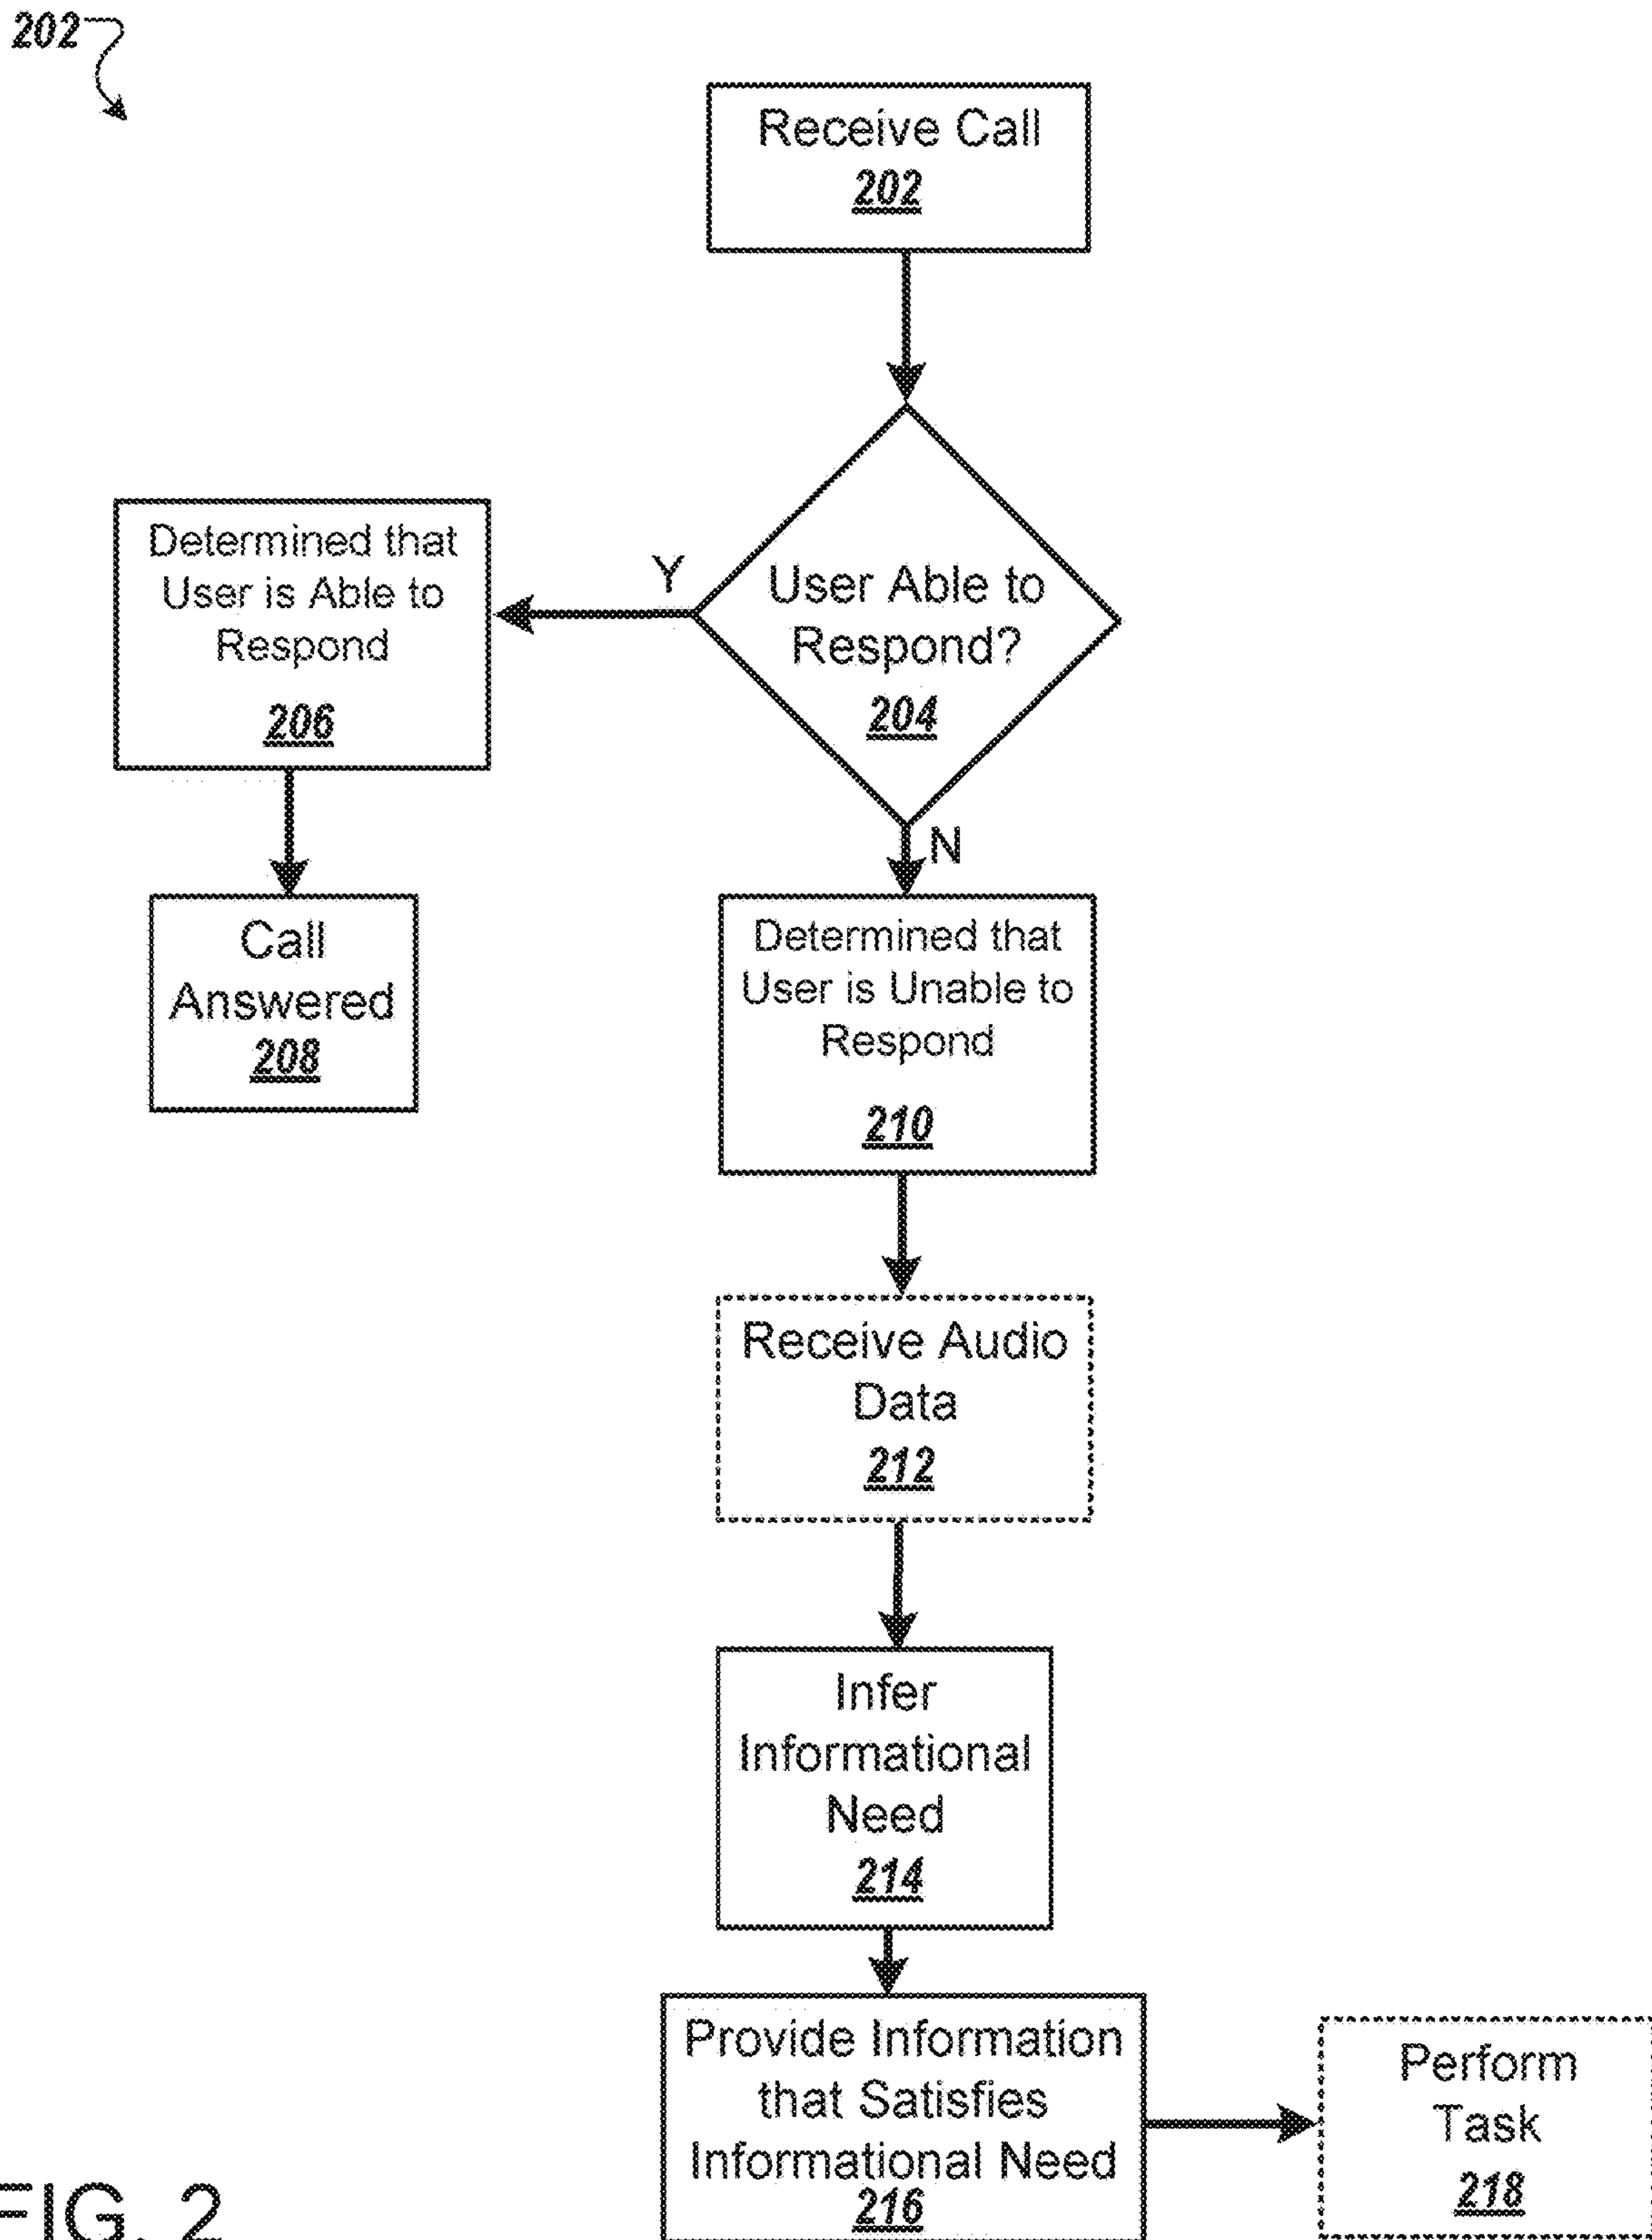 202
Receive Call
202
User Able to
Respond?
204
Y
N
Determined that
User is Able to
Respond
206
Call
Answered
208
Determined that
User is Unable to
Respond
210
Receive Audio
Data
212
Infer
Informational
Need
214
Provide Information
that Satisfies
Informational Need
216
Perform
Task
218
FIG. 2